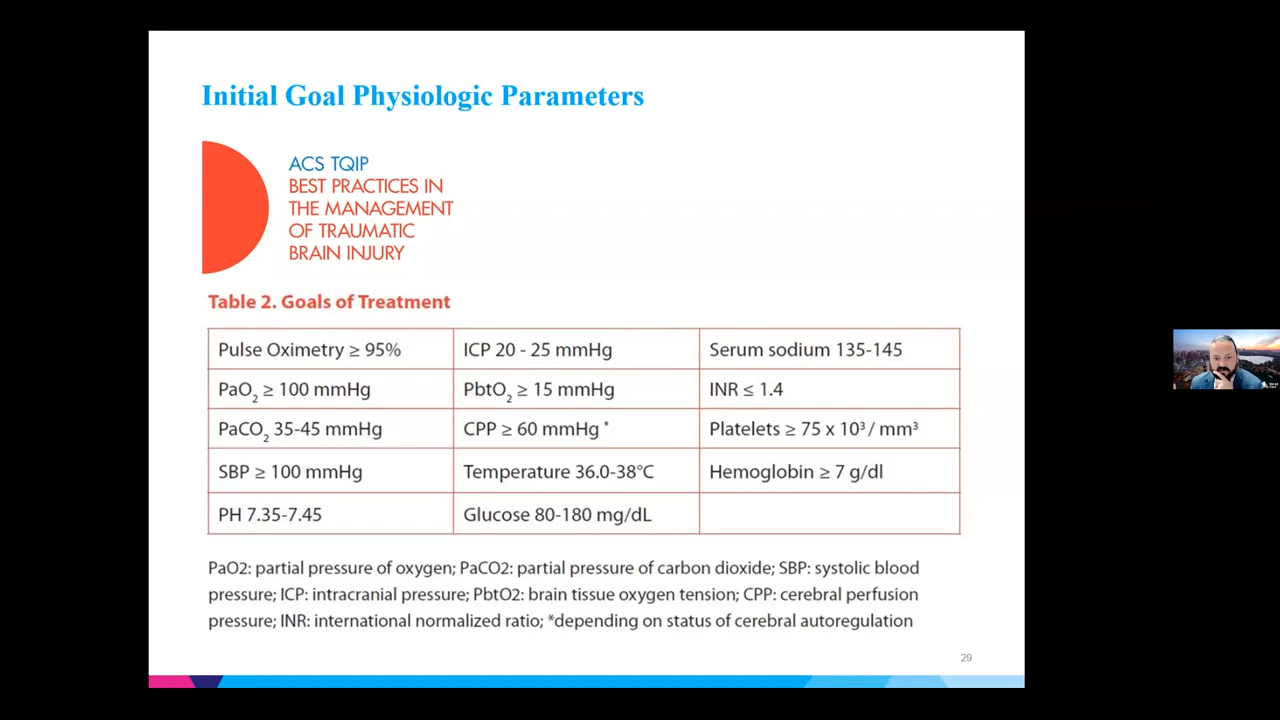 Initial Goal Physiologic Parameters
ACS TQIP
BEST PRACTICES IN
THE MANAGEMENT
OF TRAUMATIC
BRAIN INJURY
Table 2. Goals of Treatment
Pulse Oximetry ≥ 95% ICP 20 - 25 mmHg Serum sodium 135-145
PaO₂ ≥ 100 mmHg PbtO₂ ≥ 15 mmHg INR ≤ 1.4
PaCO₂ 35-45 mmHg CPP ≥ 60 mmHg * Platelets ≥ 75 x 10³ / mm³
SBP ≥ 100 mmHg Temperature 36.0-38°C Hemoglobin ≥ 7 g/dl
PH 7.35-7.45 Glucose 80-180 mg/dL
PaO2: partial pressure of oxygen; PaCO2: partial pressure of carbon dioxide; SBP: systolic blood
pressure; ICP: intracranial pressure; PbtO2: brain tissue oxygen tension; CPP: cerebral perfusion
pressure; INR: international normalized ratio; *depending on status of cerebral autoregulation
29